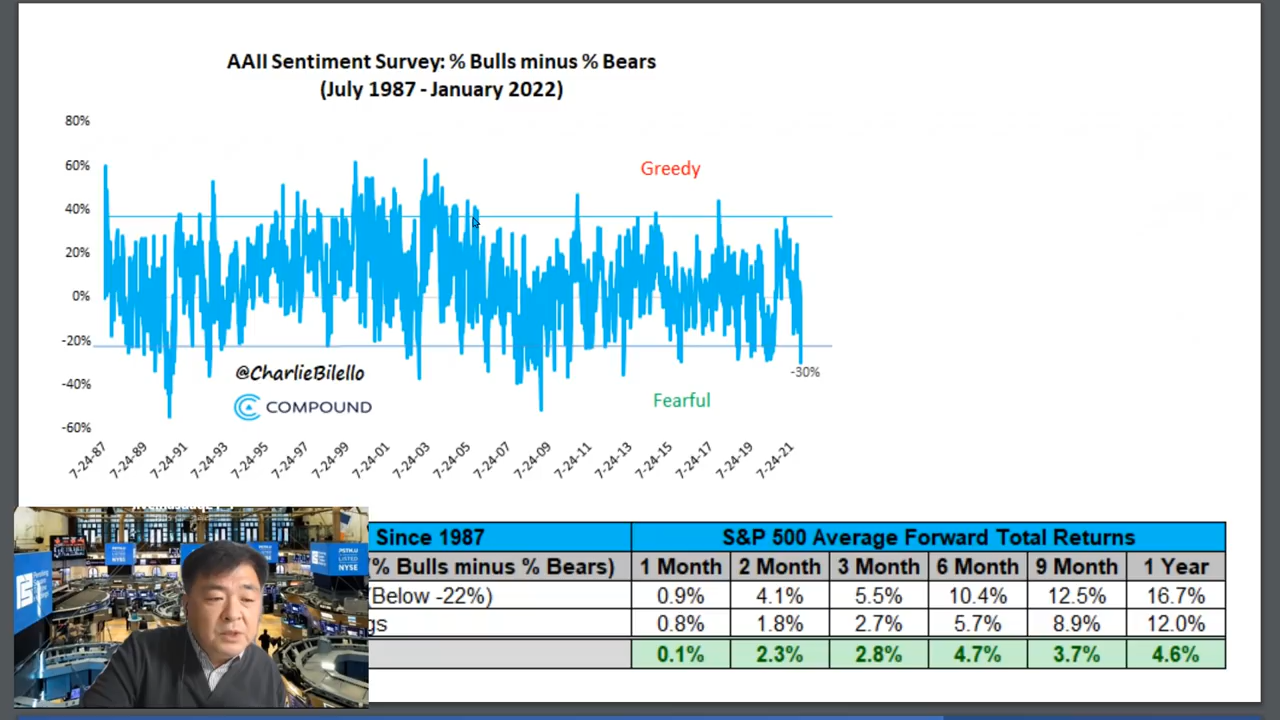 AAII Sentiment Survey: % Bulls minus % Bears
(July 1987 - January 2022)
80%
60%
40%
20%
0%
-20%
-40%
-60%
Greedy
Fearful
-30%
@CharlieBilello
COMPOUND
7-24-87
7-24-89
7-24-91
7-24-93
7-24-95
7-24-97
7-24-99
7-24-01
7-24-03
7-24-05
7-24-07
7-24-09
7-24-11
7-24-13
7-24-15
7-24-17
7-24-19
7-24-21
Since 1987 S&P 500 Average Forward Total Returns
(% Bulls minus % Bears) 1 Month 2 Month 3 Month 6 Month 9 Month 1 Year
(Below -22%) 0.9% 4.1% 5.5% 10.4% 12.5% 16.7%
gs 0.8% 1.8% 2.7% 5.7% 8.9% 12.0%
0.1% 2.3% 2.8% 4.7% 3.7% 4.6%
PSTH.U
LISTED
NYSE